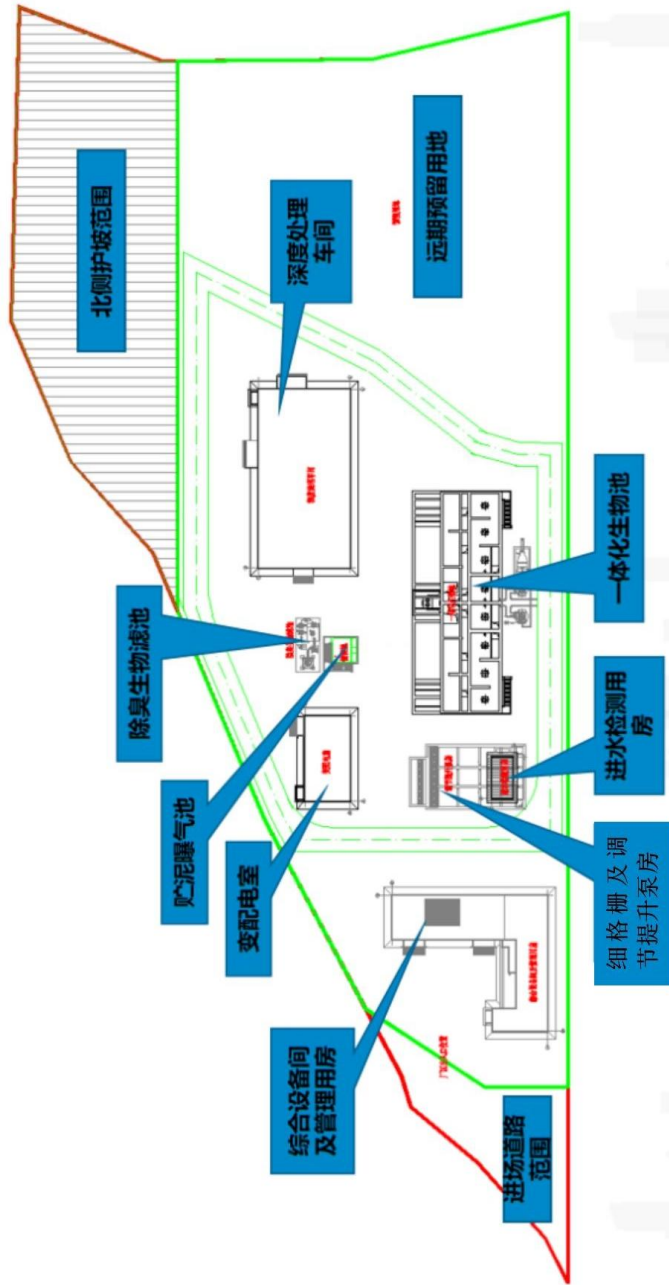 北侧护坡范围
深度处理
车间
远期预留用地
除臭生物滤池
贮泥曝气池
变配电室
综合设备间
及管理用房
进场道路
范围
细格栅及调
节提升泵房
进水检测用
房
一体化生物池